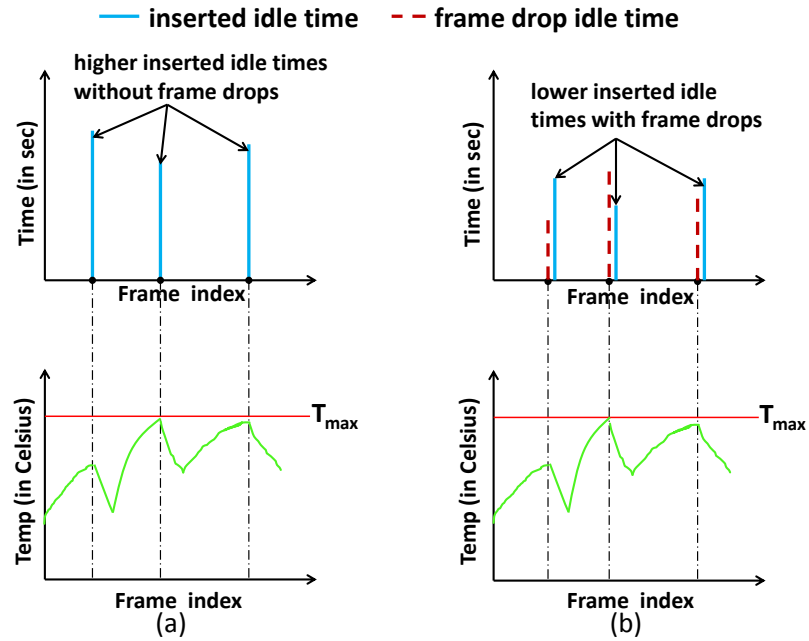 inserted idle time
frame drop idle time
higher inserted idle times
without frame drops
Time (in sec)
Frame index
lower inserted idle
times with frame drops
Time (in sec)
Frame index
Temp (in Celsius)
Tmax
Frame index
(a)
Temp (in Celsius)
Tmax
Frame index
(b)